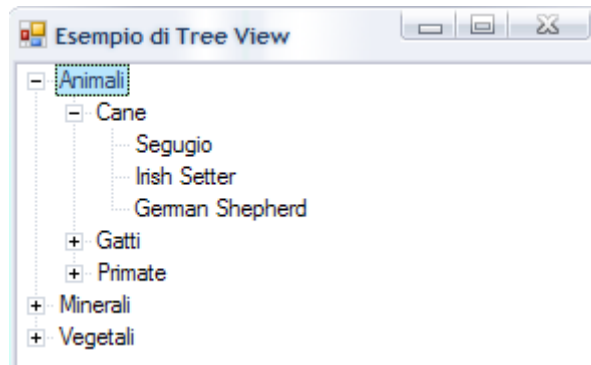 Esempio di Tree View
Animali
Cane
Segugio
Irish Setter
German Shepherd
Gatti
Primate
Minerali
Vegetali